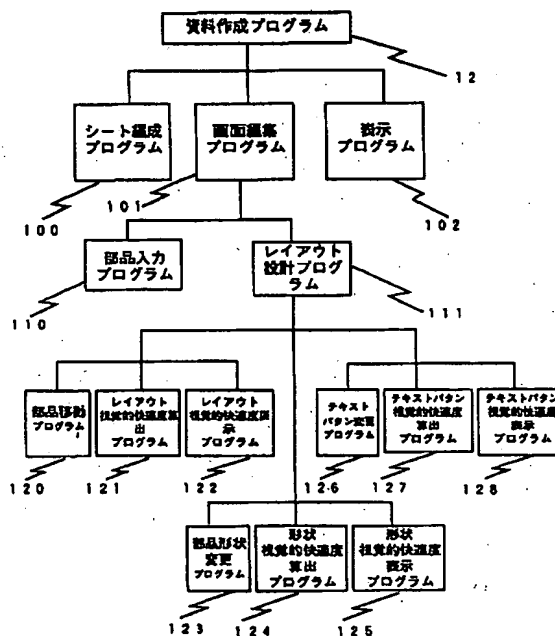 資料作成プログラム
12
シート編成
プログラム
画面編集
プログラム
表示
プログラム
100
101
102
部品入力
プログラム
レイアウト
設計プログ
ラム
110
111
部品移動
プログラム
レイアウト
視覚的快適度算
出
プログラム
レイアウト
視覚的快適度表
示
プログラム
テキスト
パタン変更
プログラム
テキストパタン
視覚的快適度
算出
プログラム
テキストパタン
視覚的快適度
表示
プログラム
120
121
122
126
127
128
部品形状
変更
プログラム
形状
視覚的快適度
算出
プログラム
形状
視覚的快適度
表示
プログラム
123
124
125